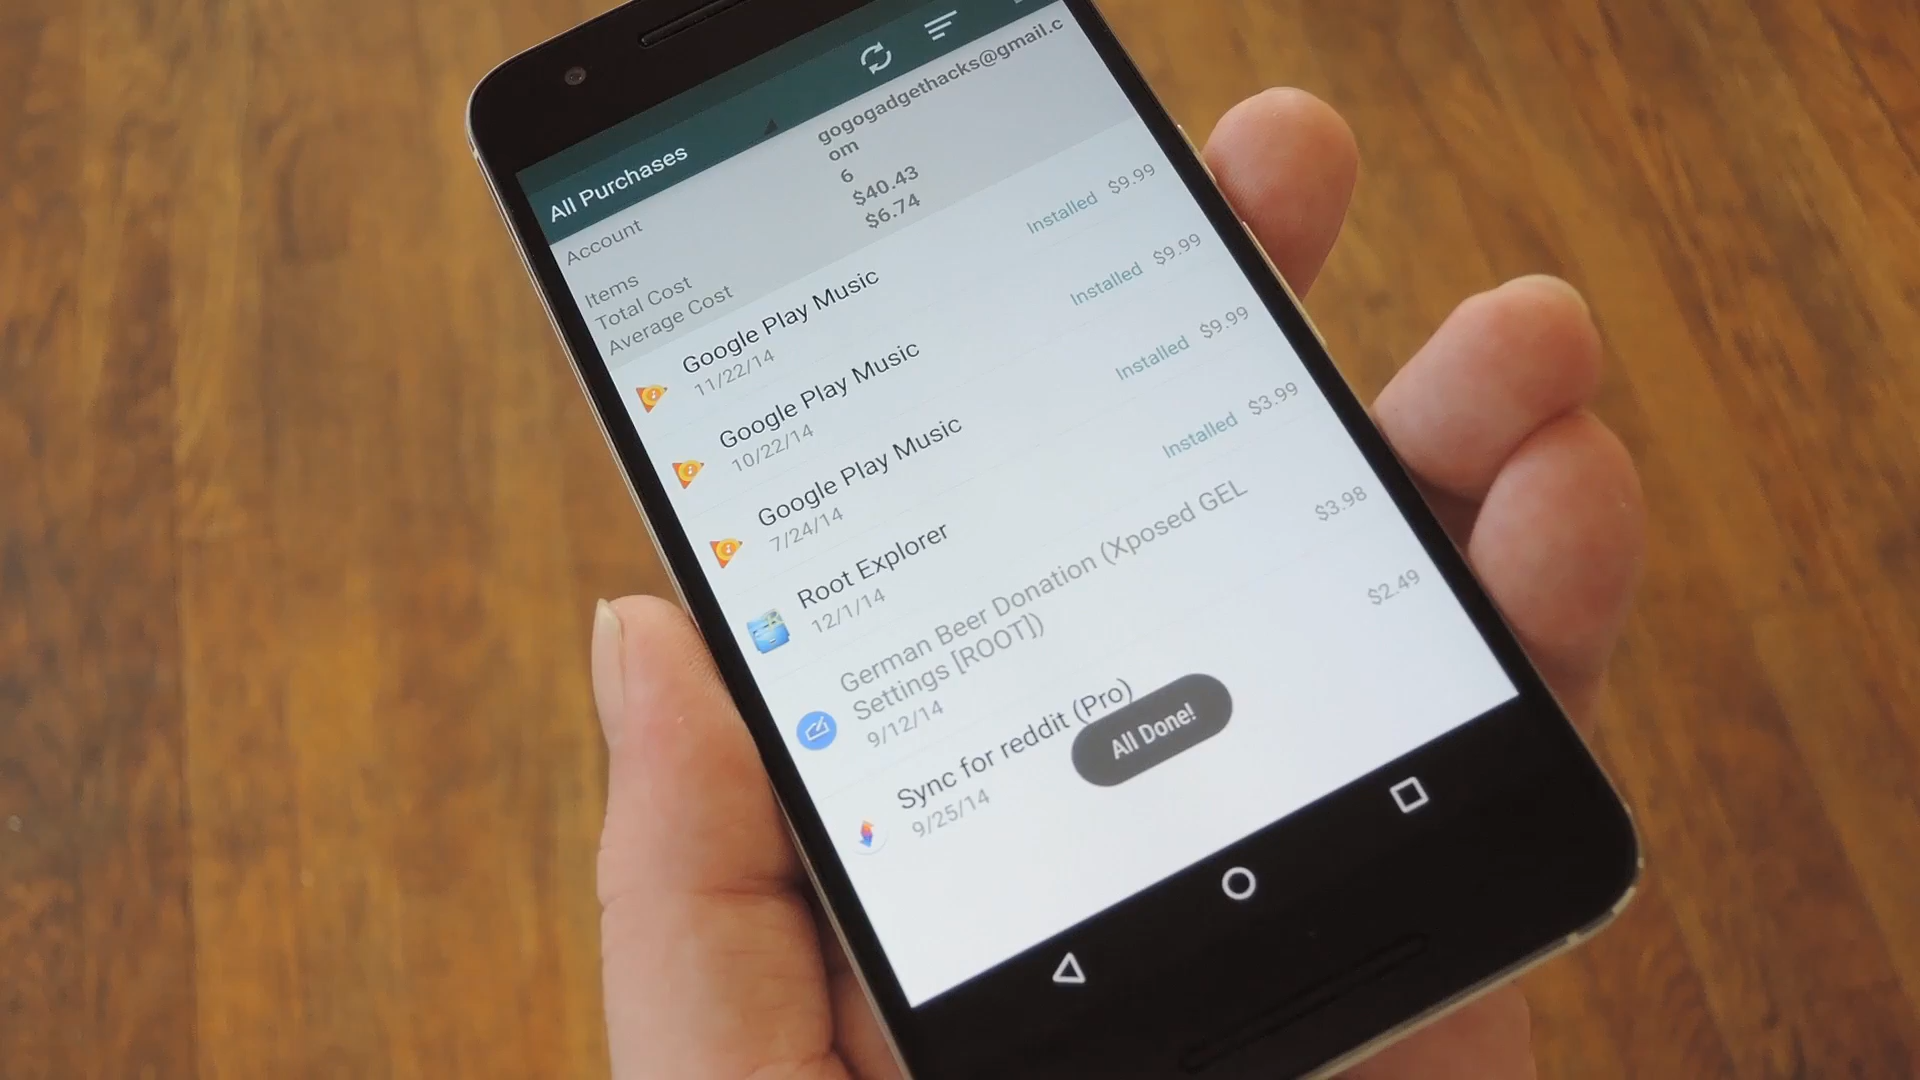 All Purchases
Account gogogadgethacks@gmail.c
om
Items 6
Total Cost $40.43
Average Cost $6.74
Google Play Music Installed $9.99
11/22/14
Google Play Music Installed $9.99
10/22/14
Google Play Music Installed $9.99
7/24/14
Root Explorer Installed $3.99
12/1/14
German Beer Donation (Xposed GEL $3.98
Settings [ROOT])
9/12/14
Sync for reddit (Pro) $2.49
9/25/14
All Done!